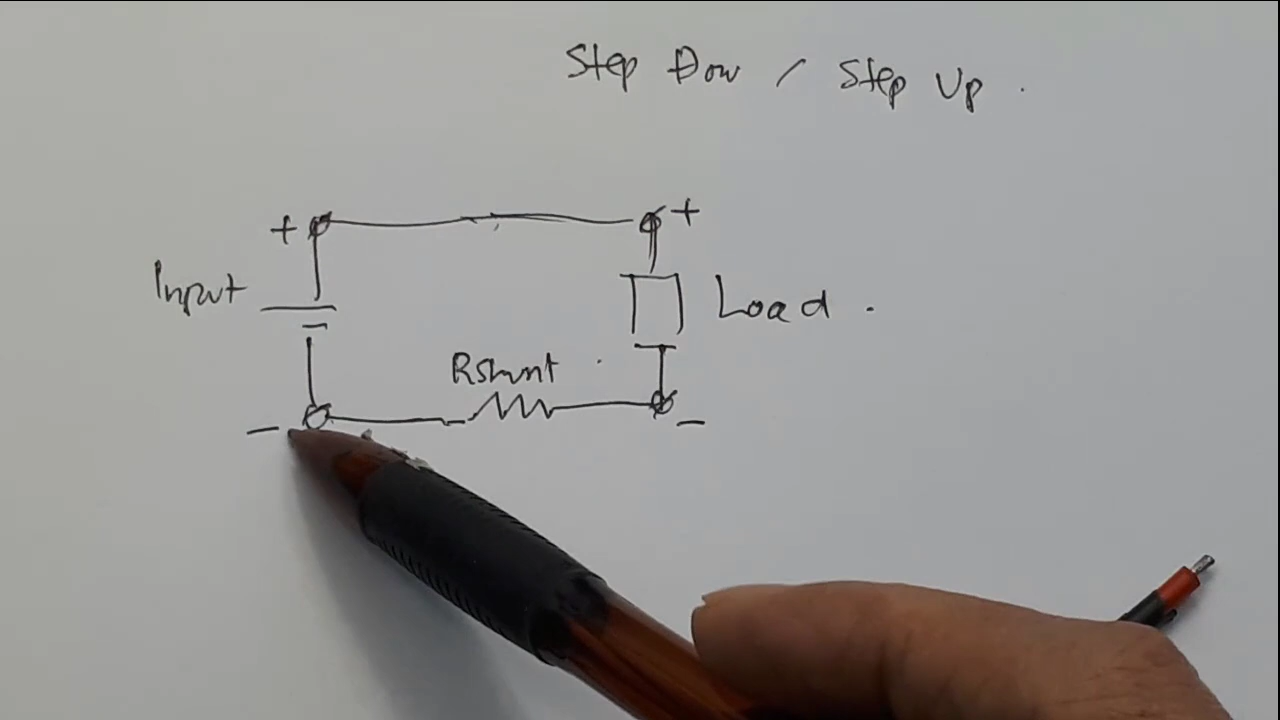 Step Dow / Step Up .
+ +
Input
Load .
Rshunt
- -